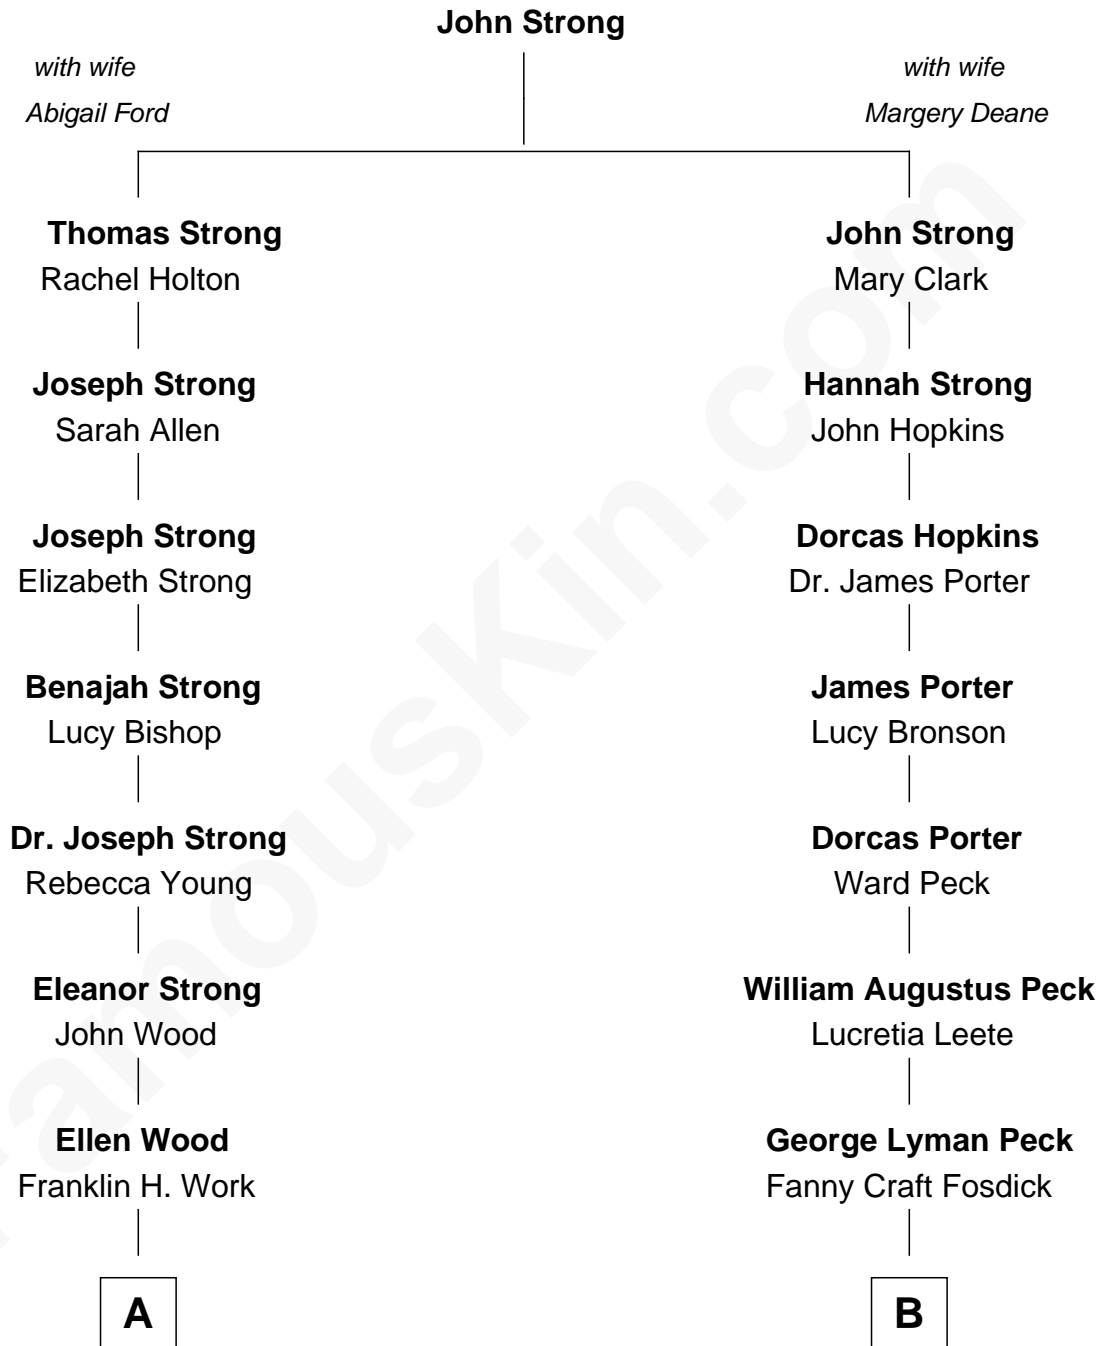 John Strong
with wife
Abigail Ford
with wife
Margery Deane
Thomas Strong
Rachel Holton
John Strong
Mary Clark
Joseph Strong
Sarah Allen
Hannah Strong
John Hopkins
Joseph Strong
Elizabeth Strong
Dorcas Hopkins
Dr. James Porter
Benajah Strong
Lucy Bishop
James Porter
Lucy Bronson
Dr. Joseph Strong
Rebecca Young
Dorcas Porter
Ward Peck
Eleanor Strong
John Wood
William Augustus Peck
Lucretia Leete
Ellen Wood
Franklin H. Work
George Lyman Peck
Fanny Craft Fosdick
A
B
FamousKin.com